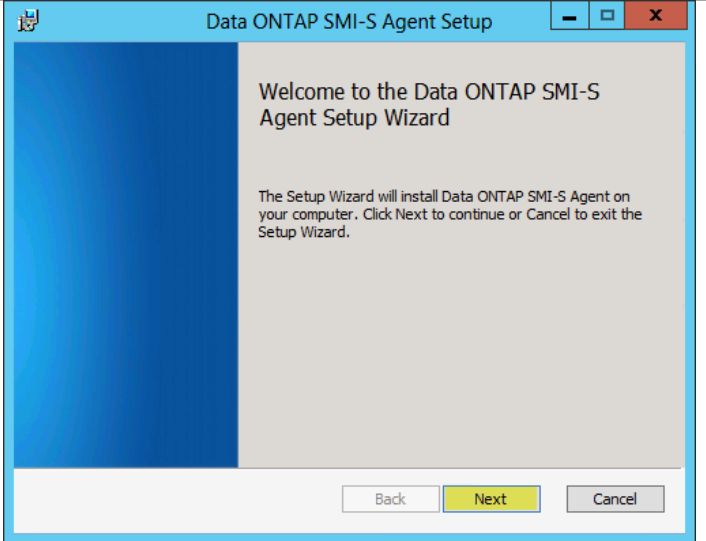 Data ONTAP SMI-S Agent Setup
Welcome to the Data ONTAP SMI-S
Agent Setup Wizard
The Setup Wizard will install Data ONTAP SMI-S Agent on
your computer. Click Next to continue or Cancel to exit the
Setup Wizard.
Back Next Cancel